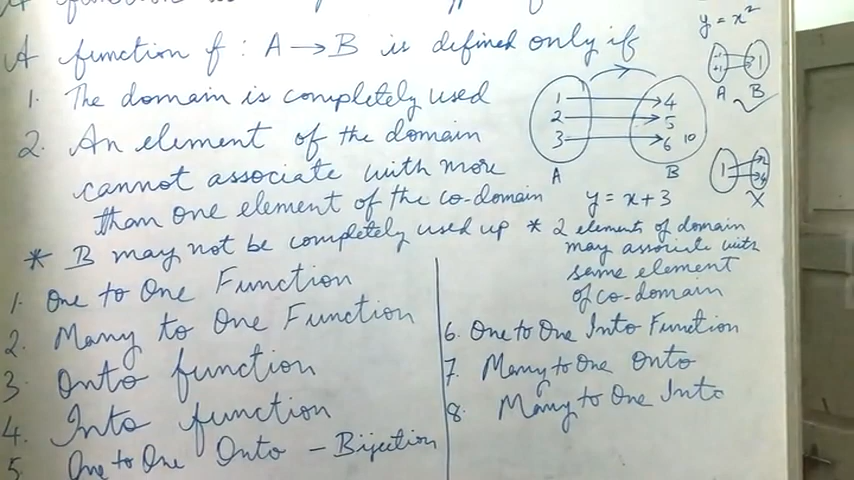 function
y = x²
A function f : A → B is defined only if
1. The domain is completely used
2. An element of the domain
cannot associate with more
than one element of the co-domain
* B may not be completely used up
-1
+1
1
A B
1 4
2 5
3 6 10
A B
y = x + 3
1
X
* 2 elements of domain
may associate with
same element
of co-domain
1. One to One Function
2. Many to One Function
3. Onto function
4. Into function
5. One to One Onto - Bijection
6. One to One Into Function
7. Many to One Onto
8. Many to One Into